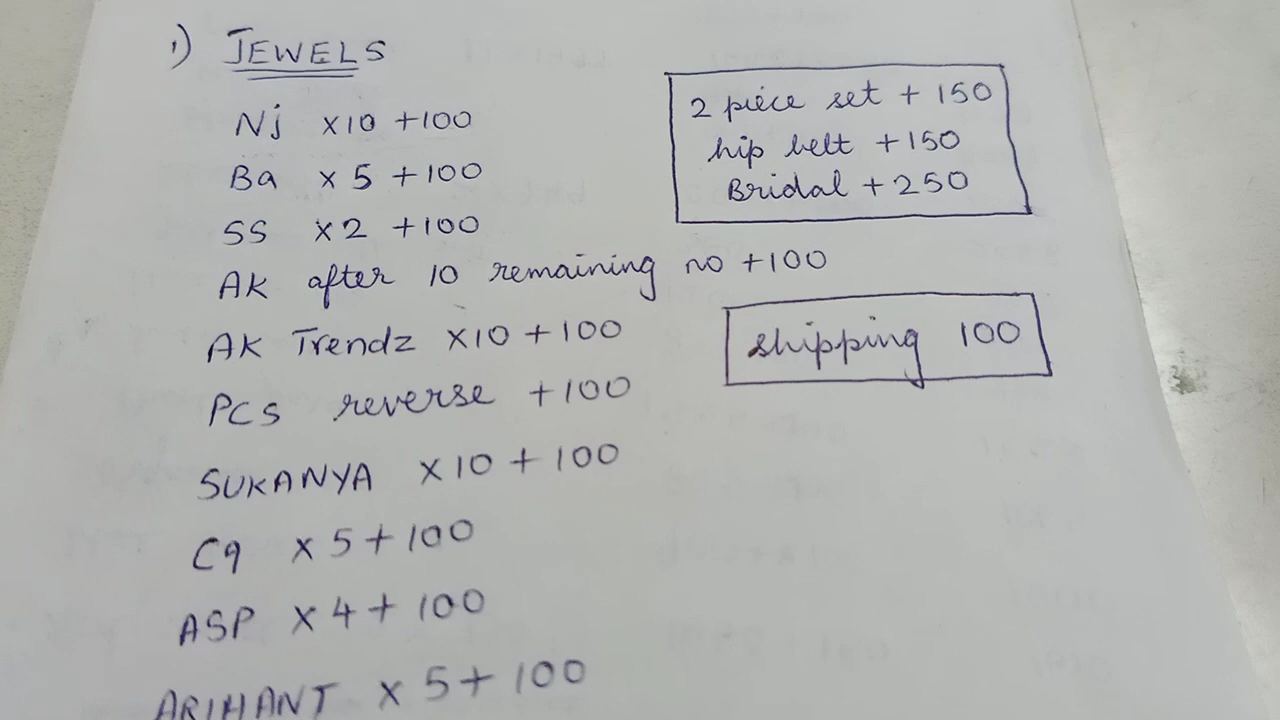 1) JEWELS
Nj x10 +100
Ba x 5 +100
SS x2 +100
AK after 10 remaining no +100
AK Trendz x10 +100
PCS reverse +100
SUKANYA x10 + 100
C9 x 5 + 100
ASP x 4 + 100
ARIHANT x 5 + 100
2 piece set + 150
hip belt +150
Bridal + 250
shipping 100